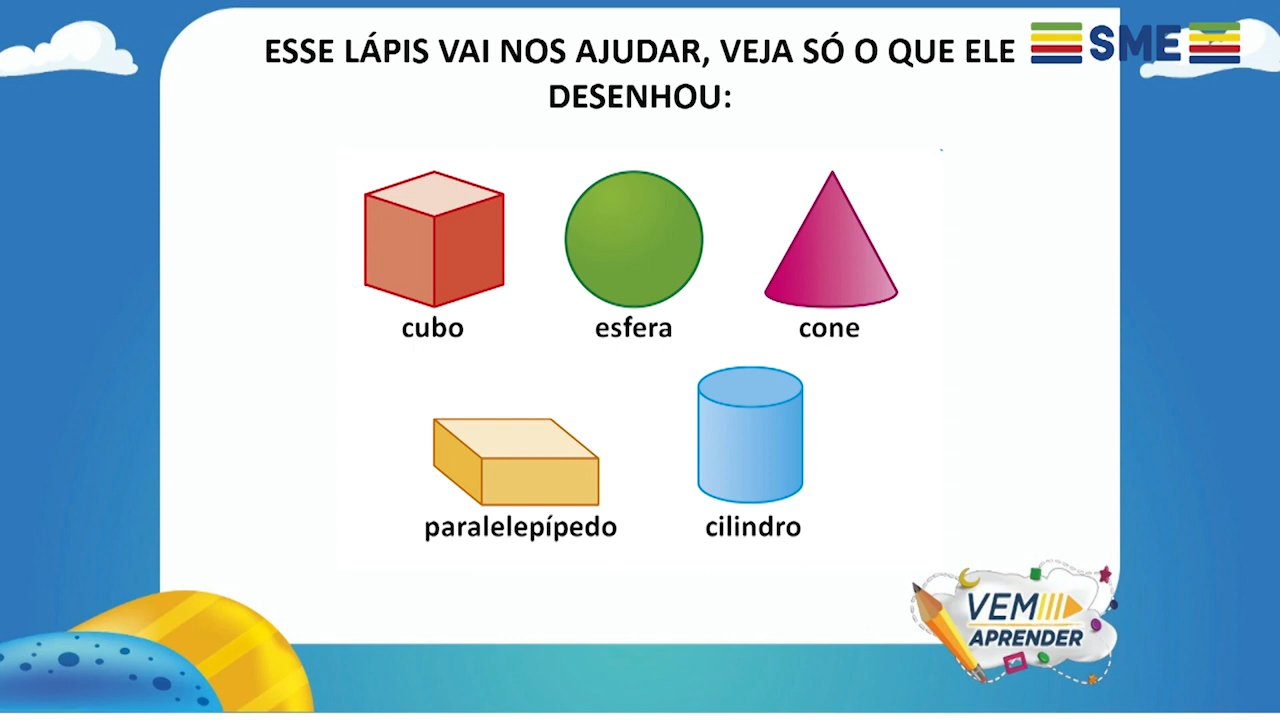 ESSE LÁPIS VAI NOS AJUDAR, VEJA SÓ O QUE ELE
DESENHOU:
SME
cubo
esfera
cone
paralelepípedo
cilindro
VEM
APRENDER